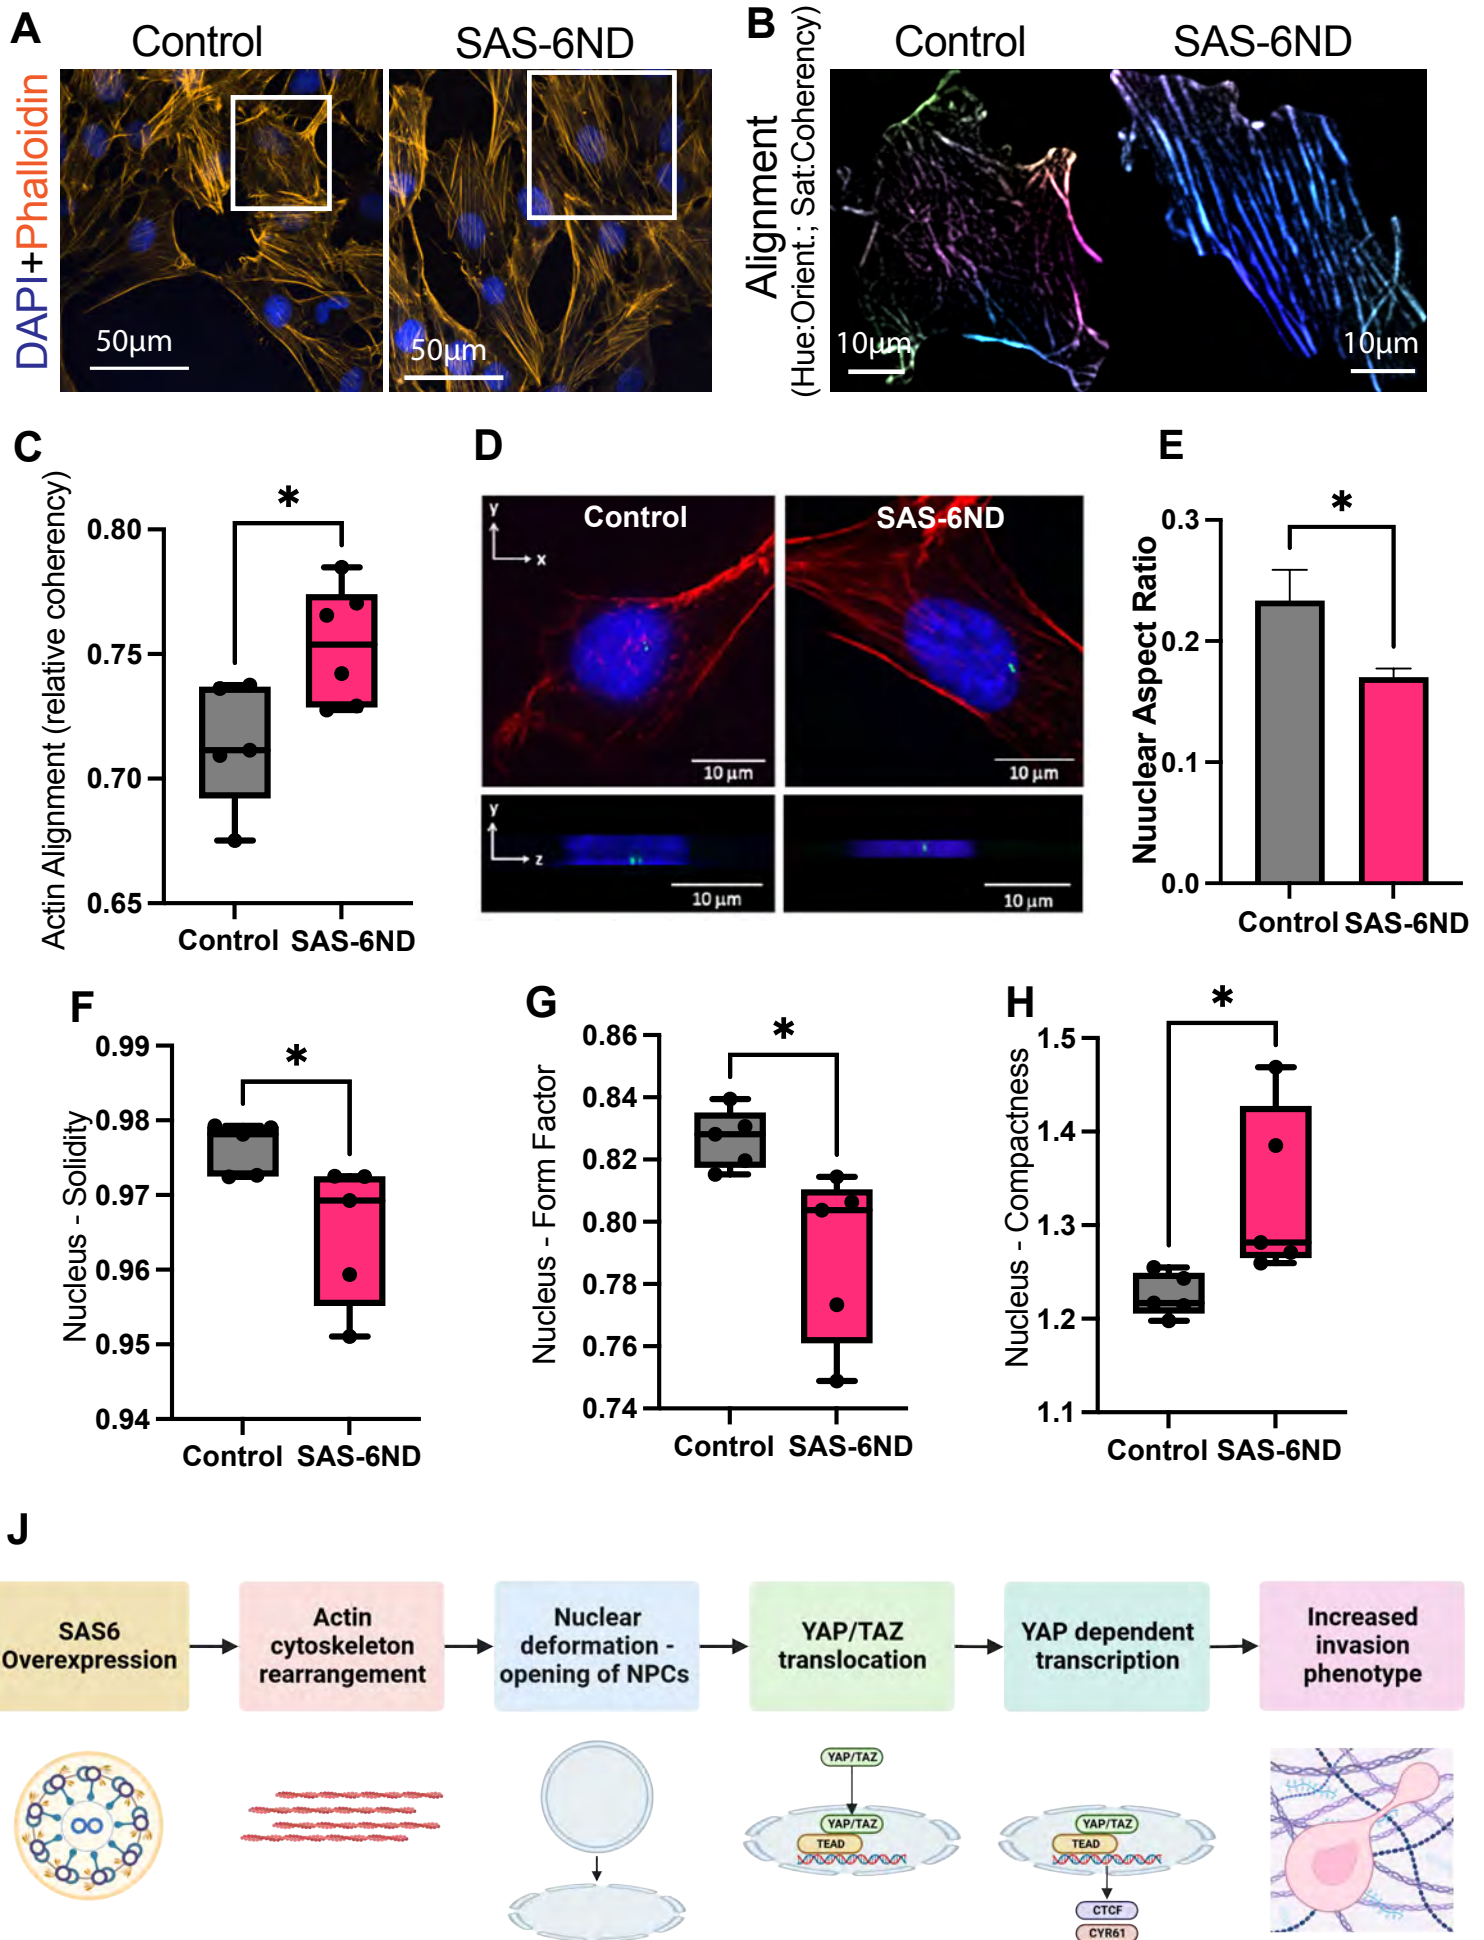 A
Control
SAS-6ND
DAPI+Phalloidin
50µm
50µm
B
Control
SAS-6ND
Alignment
(Hue:Orient.; Sat:Coherency)
10µm
10µm
C
Actin Alignment (relative coherency)
0.80
0.75
0.70
0.65
*
Control SAS-6ND
D
y
x
Control
SAS-6ND
10 µm
10 µm
y
z
10 µm
10 µm
E
Nuuclear Aspect Ratio
0.3
0.2
0.1
0.0
*
Control SAS-6ND
F
Nucleus - Solidity
0.99
0.98
0.97
0.96
0.95
0.94
*
Control SAS-6ND
G
Nucleus - Form Factor
0.86
0.84
0.82
0.80
0.78
0.76
0.74
*
Control SAS-6ND
H
Nucleus - Compactness
1.5
1.4
1.3
1.2
1.1
*
Control SAS-6ND
J
SAS6
Overexpression
Actin
cytoskeleton
rearrangement
Nuclear
deformation -
opening of NPCs
YAP/TAZ
translocation
YAP dependent
transcription
Increased
invasion
phenotype
YAP/TAZ
YAP/TAZ
TEAD
YAP/TAZ
TEAD
CTCF
CYR61